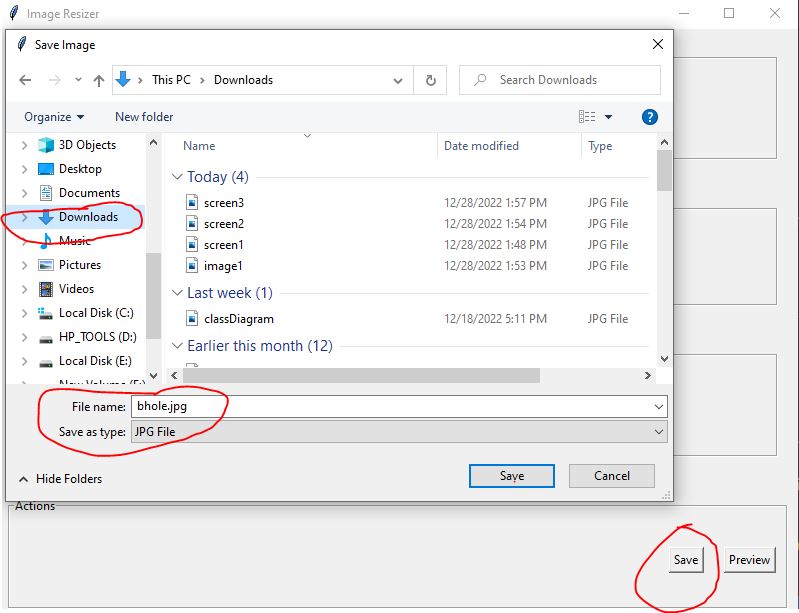 Image Resizer
Save Image
This PC > Downloads
Search Downloads
Organize New folder
Name Date modified Type
3D Objects
Desktop
Documents
Downloads
Music
Pictures
Videos
Local Disk (C:)
HP_TOOLS (D:)
Local Disk (E:)
Today (4)
screen3 12/28/2022 1:57 PM JPG File
screen2 12/28/2022 1:54 PM JPG File
screen1 12/28/2022 1:48 PM JPG File
image1 12/28/2022 1:53 PM JPG File
Last week (1)
classDiagram 12/18/2022 5:11 PM JPG File
Earlier this month (12)
File name: bhole.jpg
Save as type: JPG File
Hide Folders Save Cancel
Actions
Save Preview